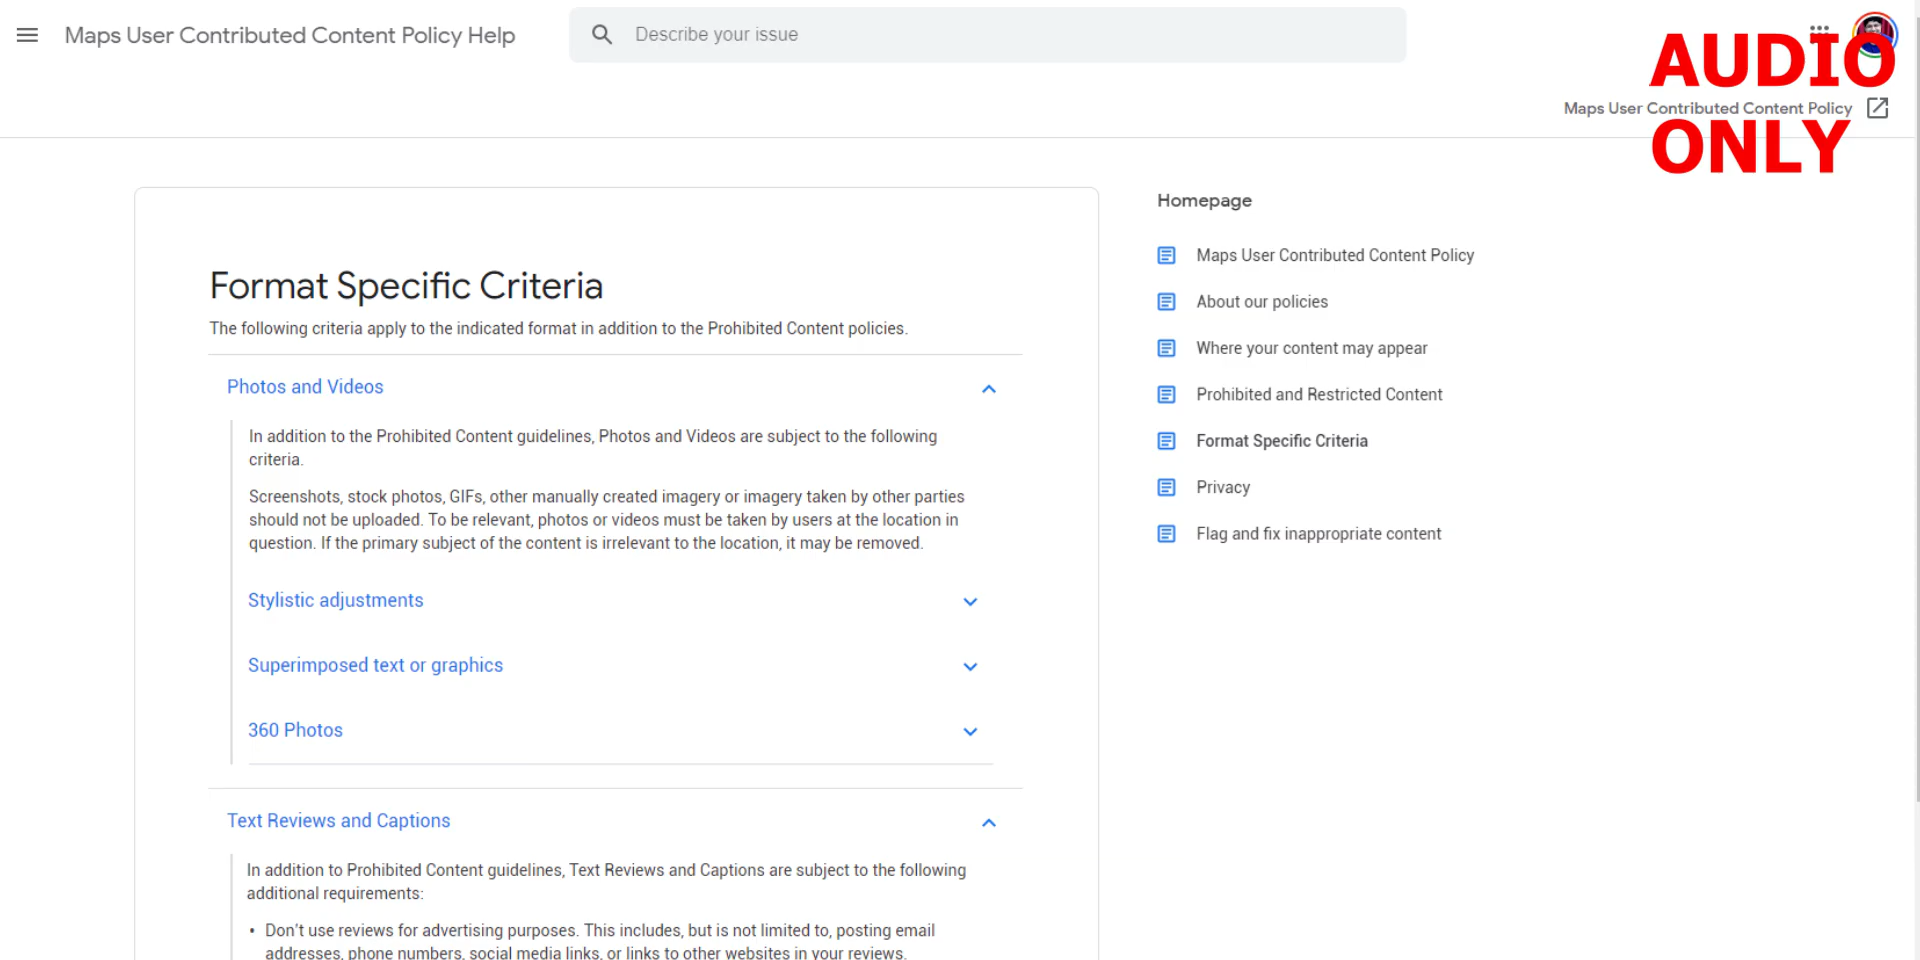 Maps User Contributed Content Policy Help
Describe your issue
AUDIO
ONLY
Maps User Contributed Content Policy
Format Specific Criteria
The following criteria apply to the indicated format in addition to the Prohibited Content policies.
Photos and Videos
In addition to the Prohibited Content guidelines, Photos and Videos are subject to the following
criteria.
Screenshots, stock photos, GIFs, other manually created imagery or imagery taken by other parties
should not be uploaded. To be relevant, photos or videos must be taken by users at the location in
question. If the primary subject of the content is irrelevant to the location, it may be removed.
Stylistic adjustments
Superimposed text or graphics
360 Photos
Text Reviews and Captions
In addition to Prohibited Content guidelines, Text Reviews and Captions are subject to the following
additional requirements:
• Don't use reviews for advertising purposes. This includes, but is not limited to, posting email
addresses, phone numbers, social media links, or links to other websites in your reviews.
Homepage
Maps User Contributed Content Policy
About our policies
Where your content may appear
Prohibited and Restricted Content
Format Specific Criteria
Privacy
Flag and fix inappropriate content